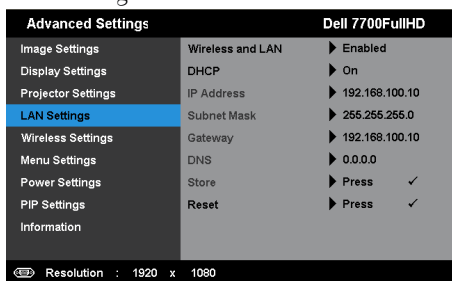 Advanced Settings Dell 7700FullHD
Image Settings Wireless and LAN Enabled
Display Settings DHCP On
Projector Settings IP Address 192.168.100.10
LAN Settings Subnet Mask 255.255.255.0
Wireless Settings Gateway 192.168.100.10
Menu Settings DNS 0.0.0.0
Power Settings Store Press ✓
PIP Settings Reset Press ✓
Information
Resolution : 1920 x 1080